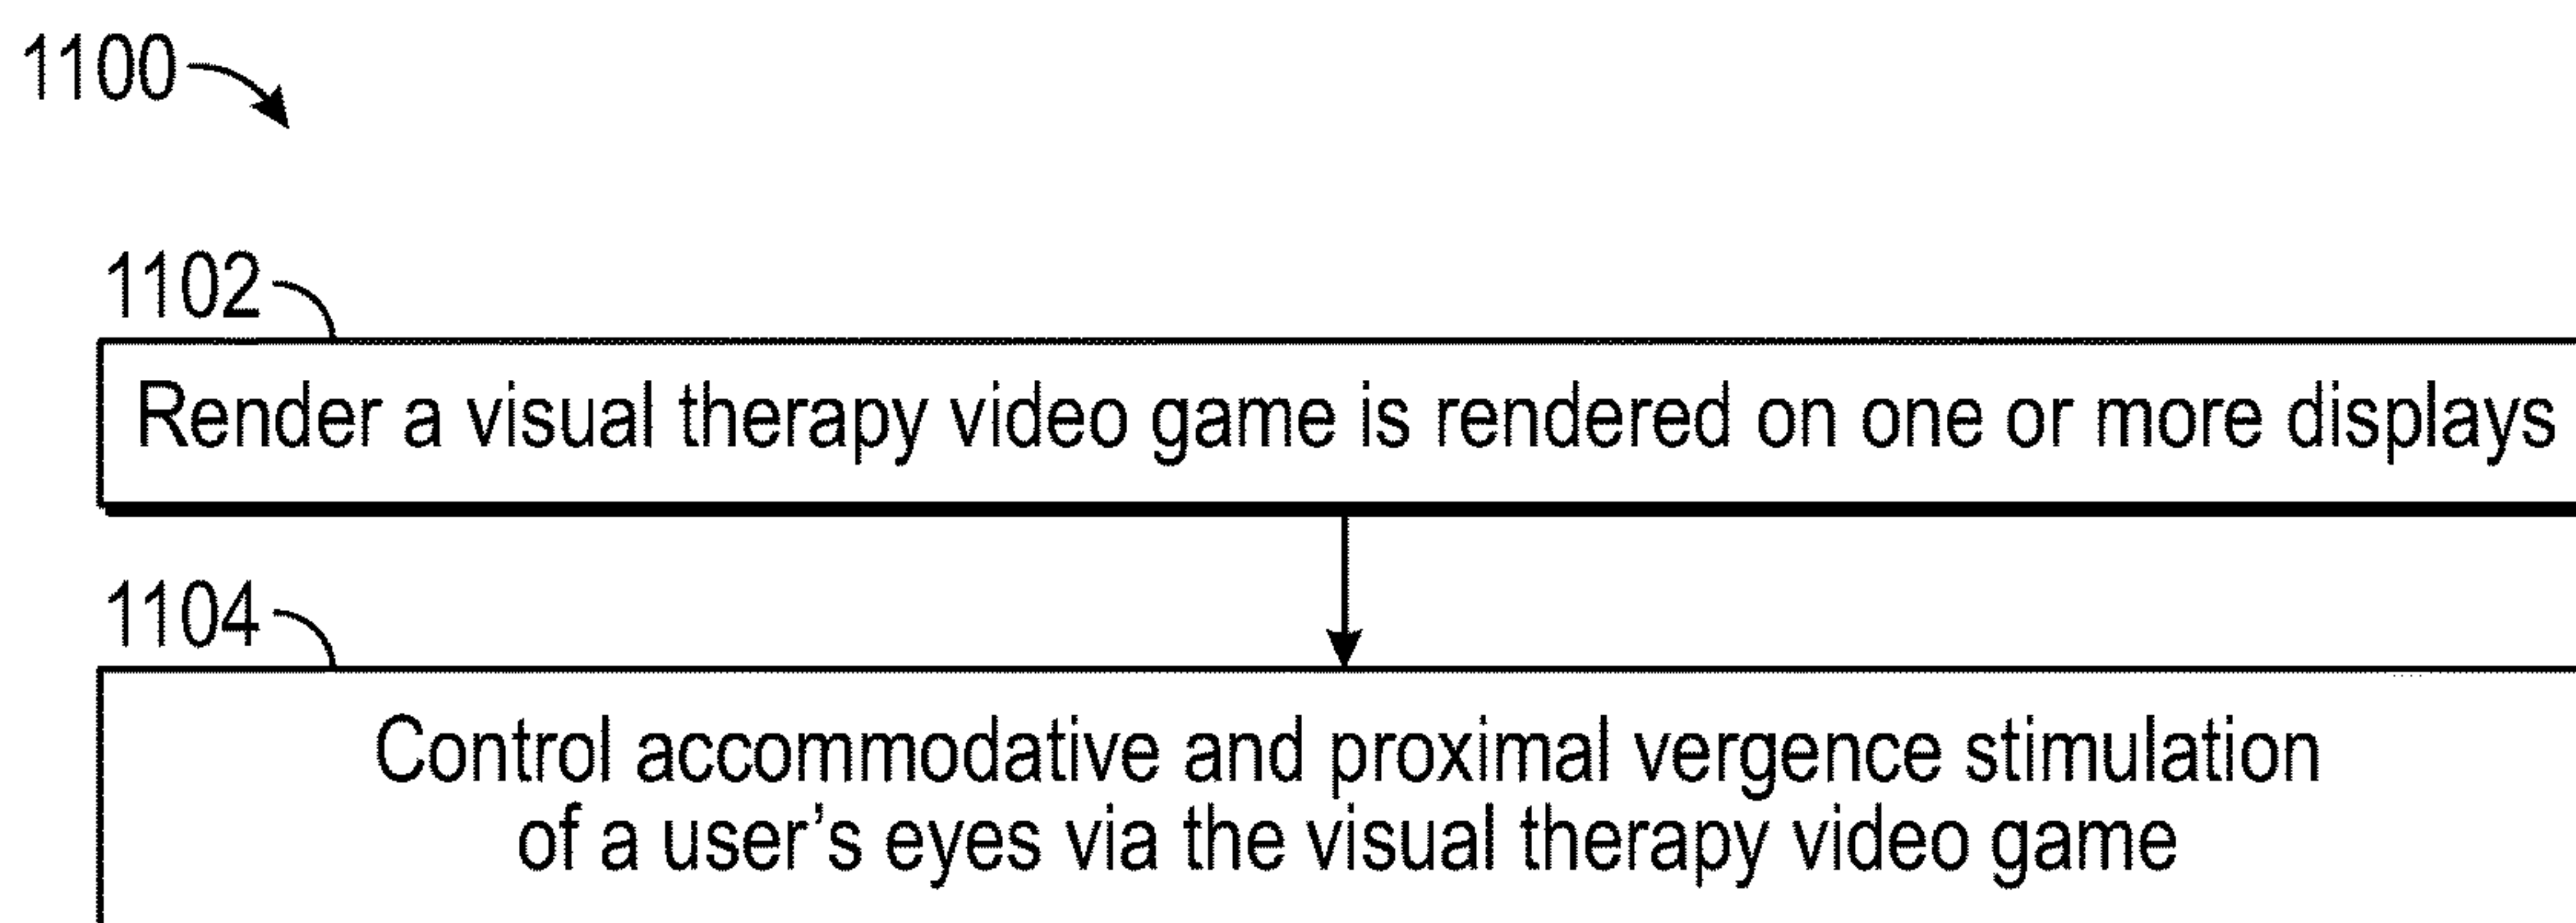 1100
1102
Render a visual therapy video game is rendered on one or more displays
1104
Control accommodative and proximal vergence stimulation
of a user’s eyes via the visual therapy video game